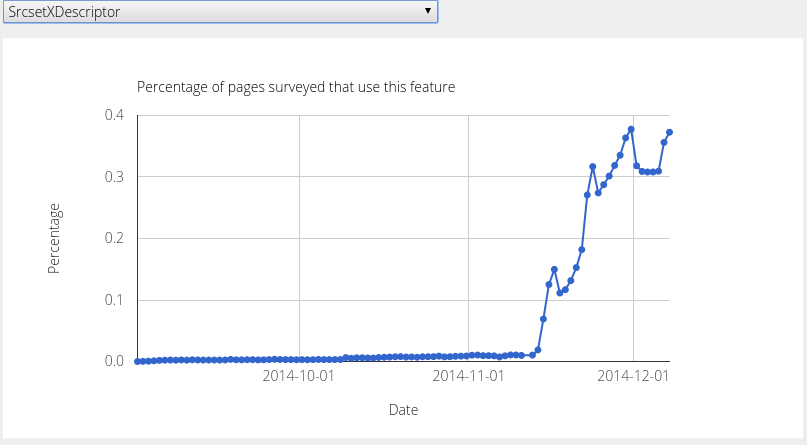 SrcsetXDescriptor
Percentage of pages surveyed that use this feature
0.4
0.3
0.2
0.1
0.0
Percentage
2014-10-01 2014-11-01 2014-12-01
Date